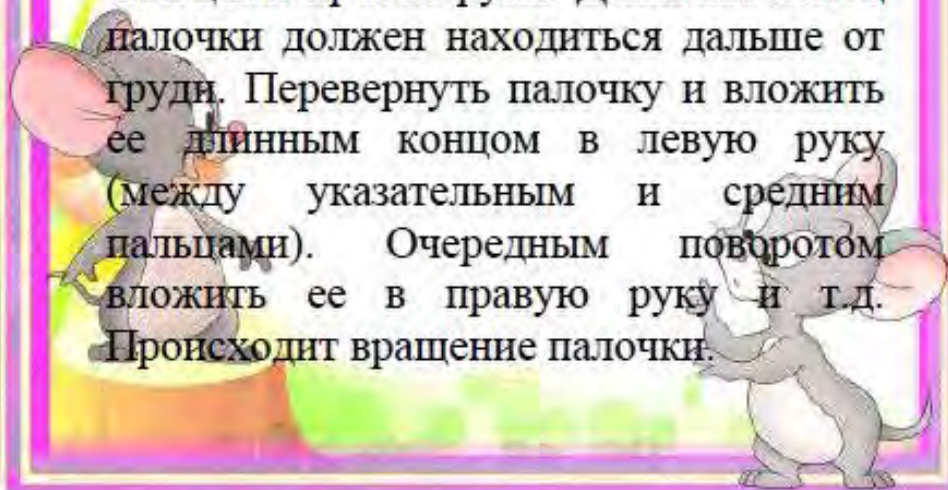 палочки должен находиться дальше от
груди. Перевернуть палочку и вложить
ее длинным концом в левую руку
(между указательным и средним
пальцами). Очередным поворотом
вложить ее в правую руку и т.д.
Происходит вращение палочки.